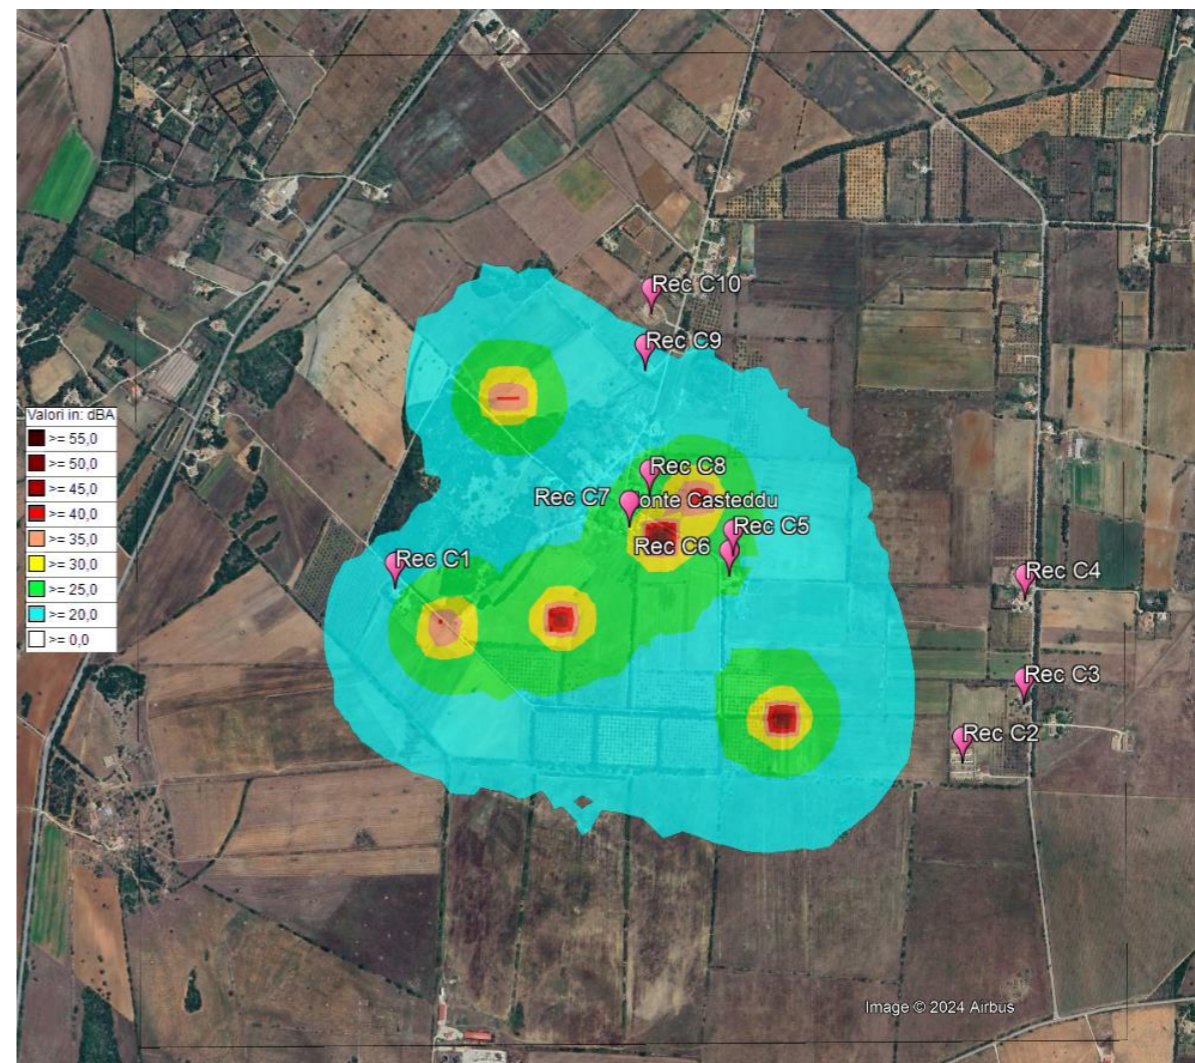 Rec C10
Rec C9
Valori in: dBA
>= 55,0
>= 50,0
>= 45,0
>= 40,0
>= 35,0
>= 30,0
>= 25,0
>= 20,0
>= 0,0
Rec C8
Rec C7
onte Casteddu
Rec C5
Rec C6
Rec C1
Rec C4
Rec C3
Rec C2
Image © 2024 Airbus